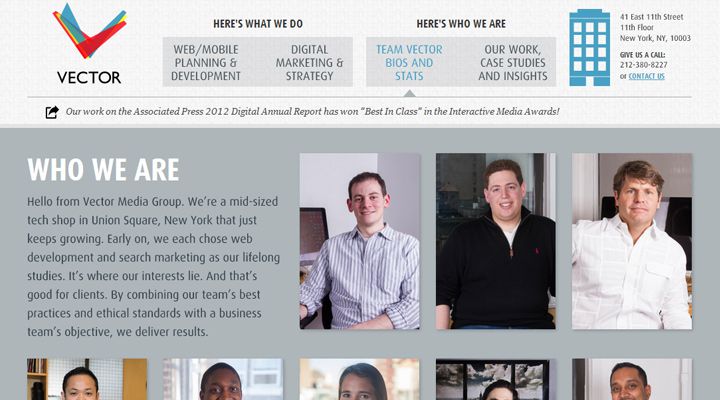 HERE'S WHAT WE DO
HERE'S WHO WE ARE
WEB/MOBILE
PLANNING &
DEVELOPMENT
DIGITAL
MARKETING &
STRATEGY
TEAM VECTOR
BIOS AND
STATS
OUR WORK,
CASE STUDIES
AND INSIGHTS
41 East 11th Street
11th Floor
New York, NY, 10003
GIVE US A CALL:
212-380-8227
or CONTACT US
VECTOR
Our work on the Associated Press 2012 Digital Annual Report has won "Best In Class" in the Interactive Media Awards!
WHO WE ARE
Hello from Vector Media Group. We're a mid-sized
tech shop in Union Square, New York that just
keeps growing. Early on, we each chose web
development and search marketing as our lifelong
studies. It's where our interests lie. And that's
good for clients. By combining our team's best
practices and ethical standards with a business
team's objective, we deliver results.